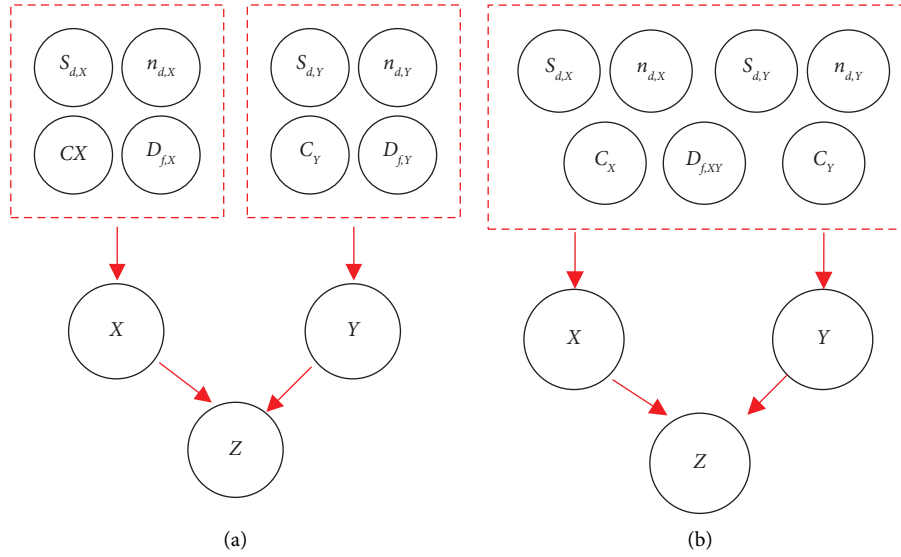 S_{d,X} n_{d,X} S_{d,Y} n_{d,Y}
CX D_{f,X} C_Y D_{f,Y}
X Y
Z
(a)
S_{d,X} n_{d,X} S_{d,Y} n_{d,Y}
C_X D_{f,XY} C_Y
X Y
Z
(b)